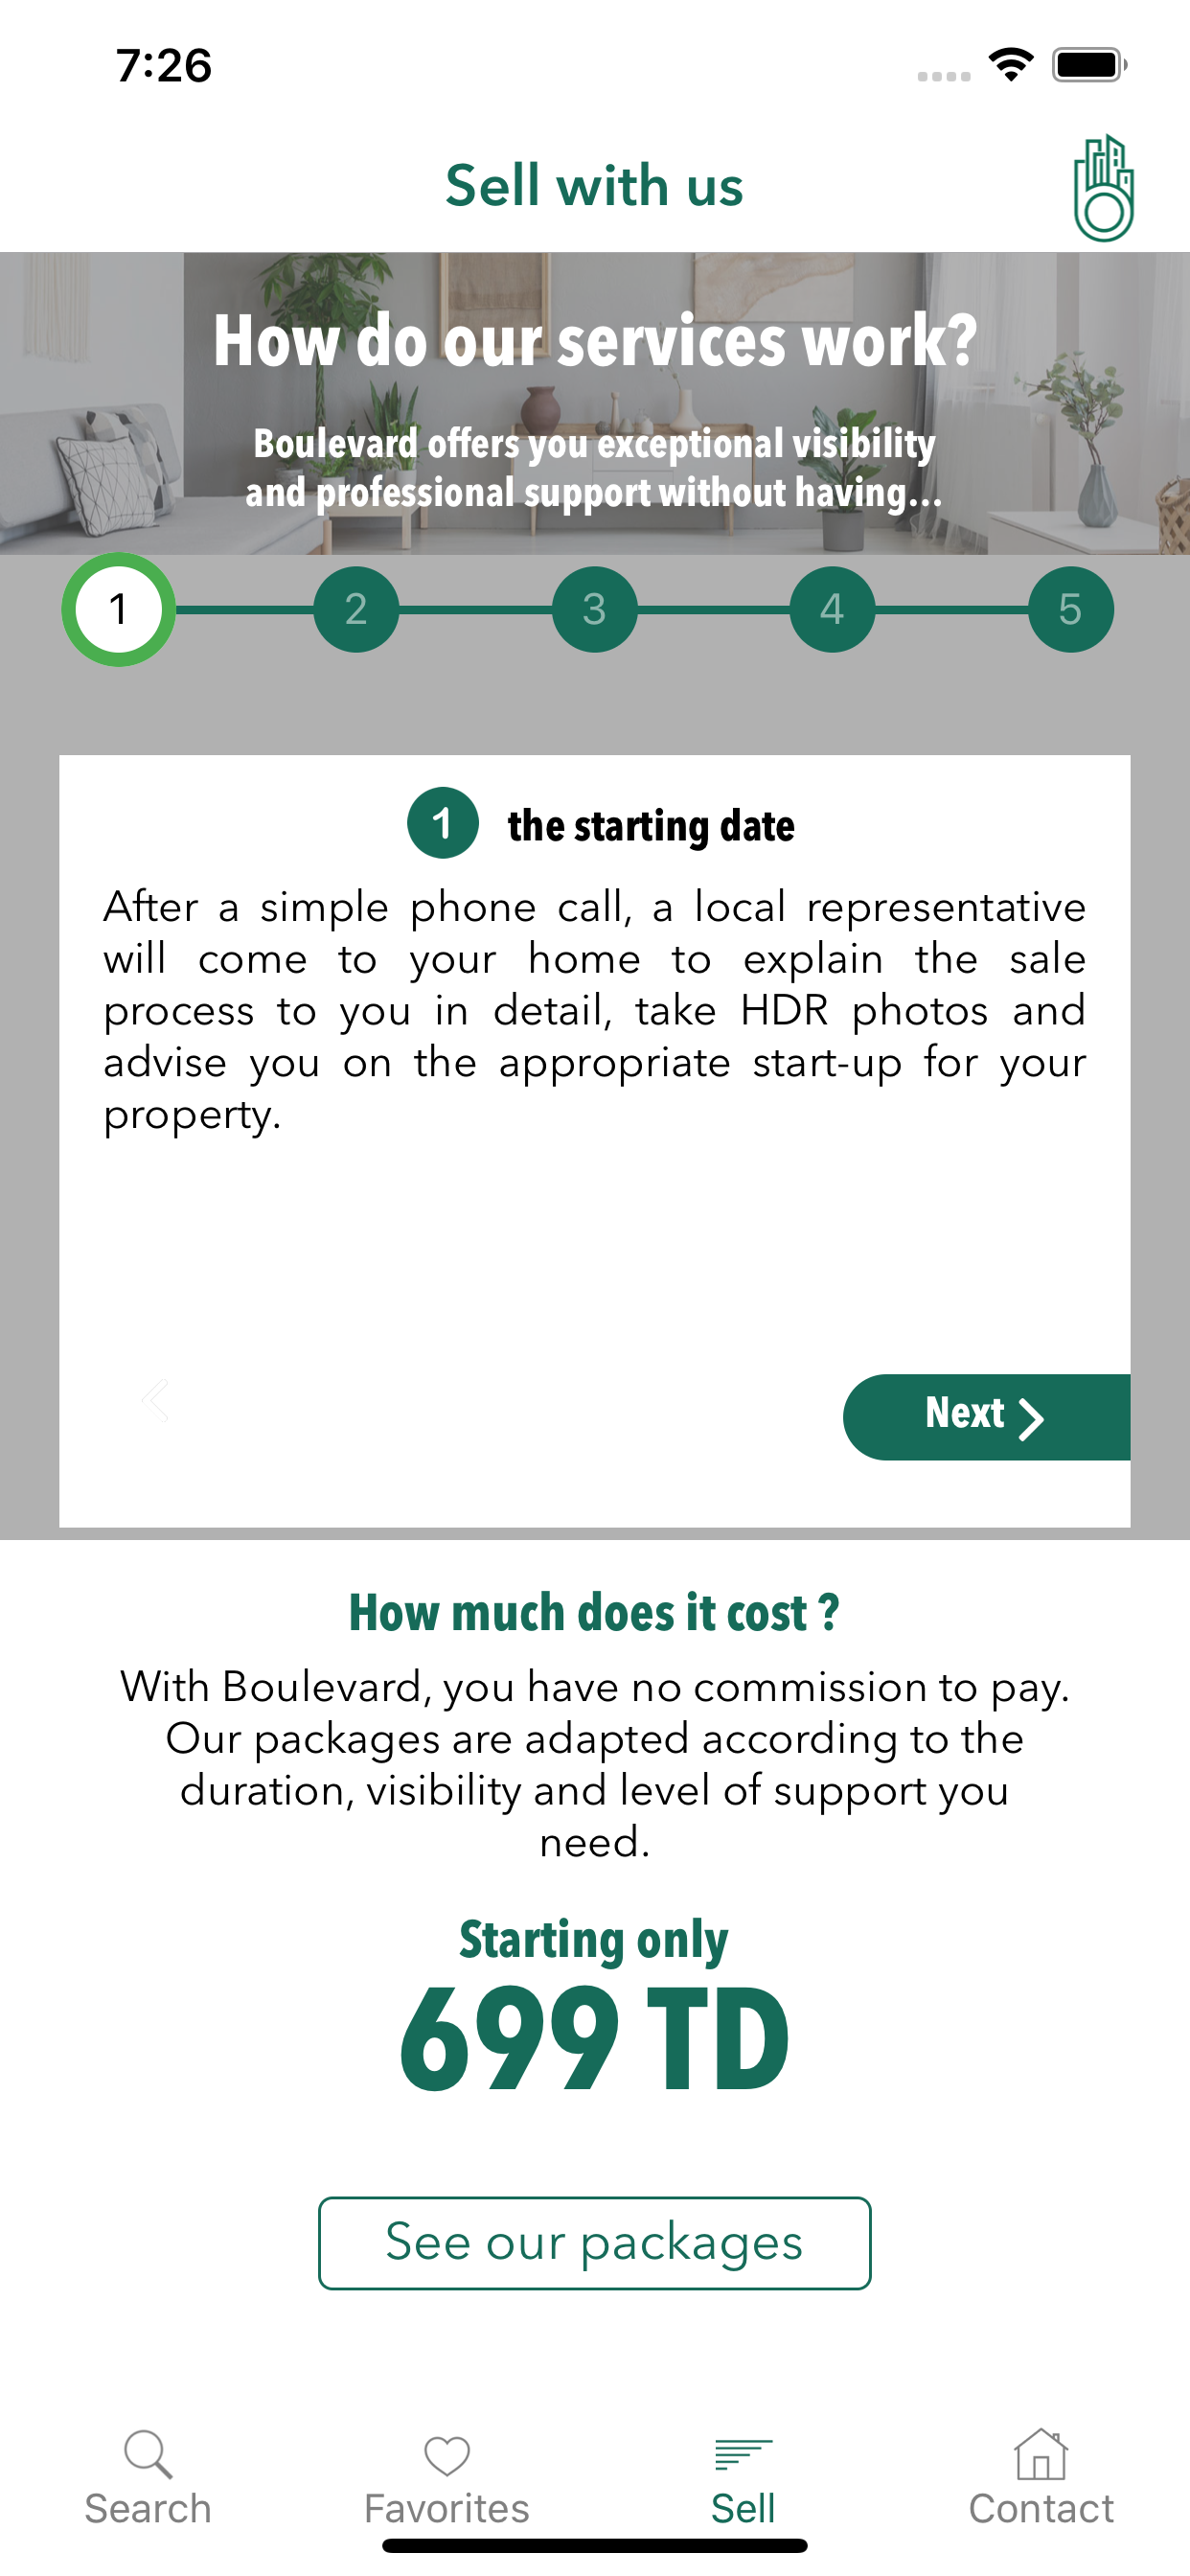 7:26
Sell with us
How do our services work?
Boulevard offers you exceptional visibility
and professional support without having...
1
2
3
4
5
1 the starting date
After a simple phone call, a local representative
will come to your home to explain the sale
process to you in detail, take HDR photos and
advise you on the appropriate start-up for your
property.
Next
How much does it cost ?
With Boulevard, you have no commission to pay.
Our packages are adapted according to the
duration, visibility and level of support you
need.
Starting only
699 TD
See our packages
Search
Favorites
Sell
Contact